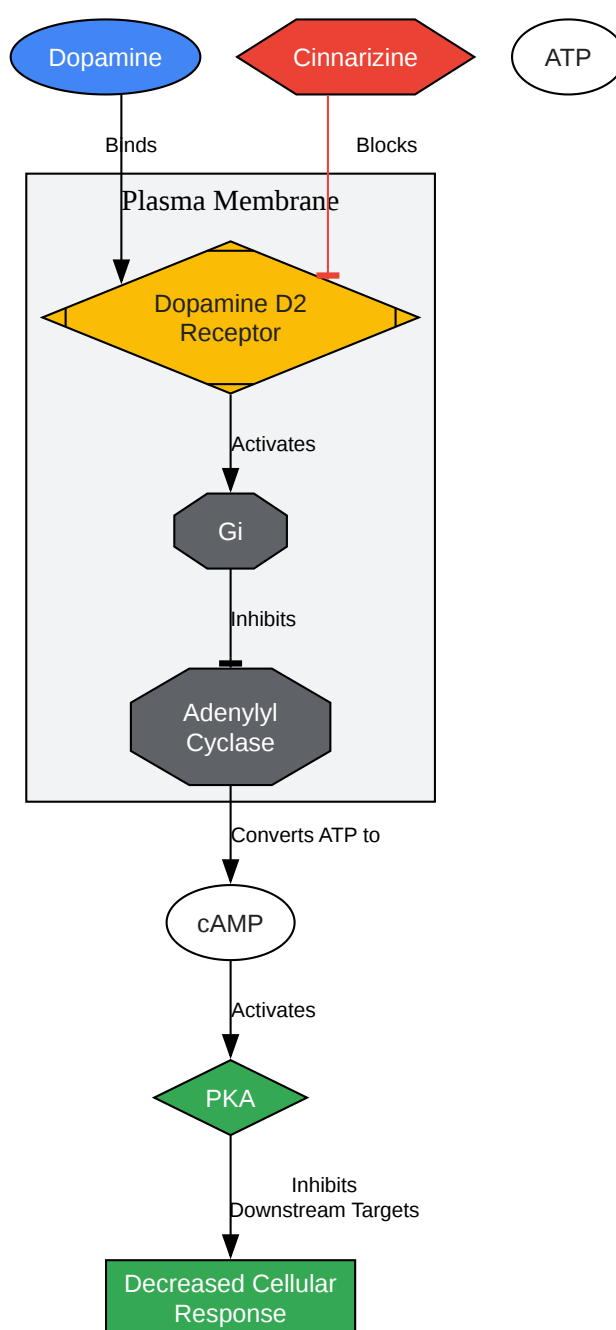 Dopamine
Cinnarizine
ATP
Binds
Blocks
Plasma Membrane
Dopamine D2
Receptor
Activates
Gi
Inhibits
Adenylyl
Cyclase
Converts ATP to
cAMP
Activates
PKA
Inhibits
Downstream Targets
Decreased Cellular
Response